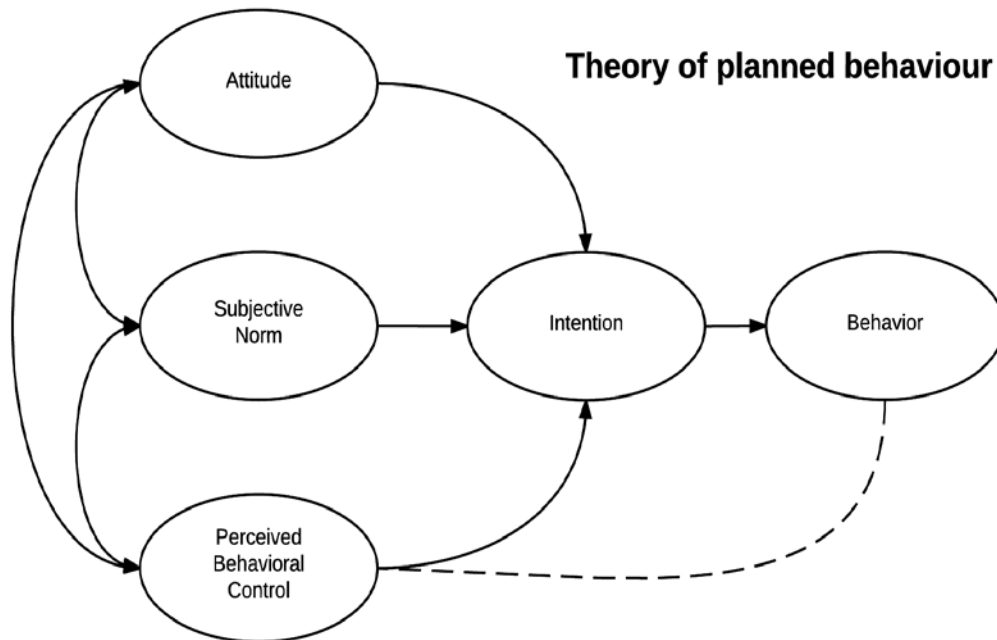 Theory of planned behaviour
Attitude
Subjective
Norm
Intention
Behavior
Perceived
Behavioral
Control